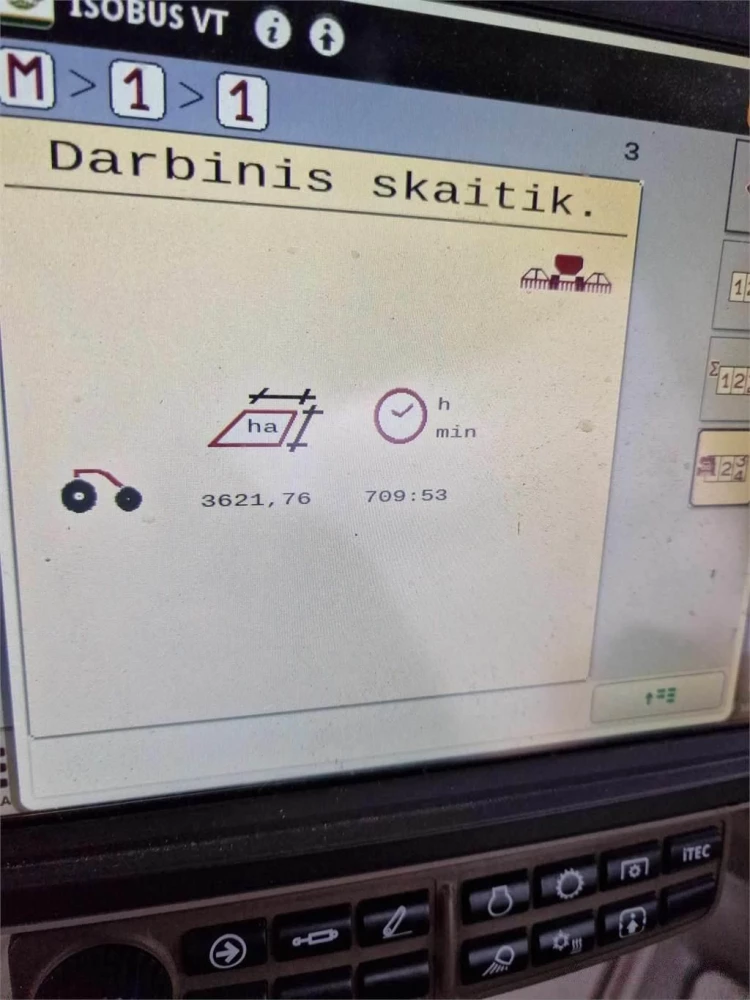 ISOBUS VT
M > 1 > 1
3
Darbinis skaitik.
ha
h
min
3621,76 709:53
iTEC